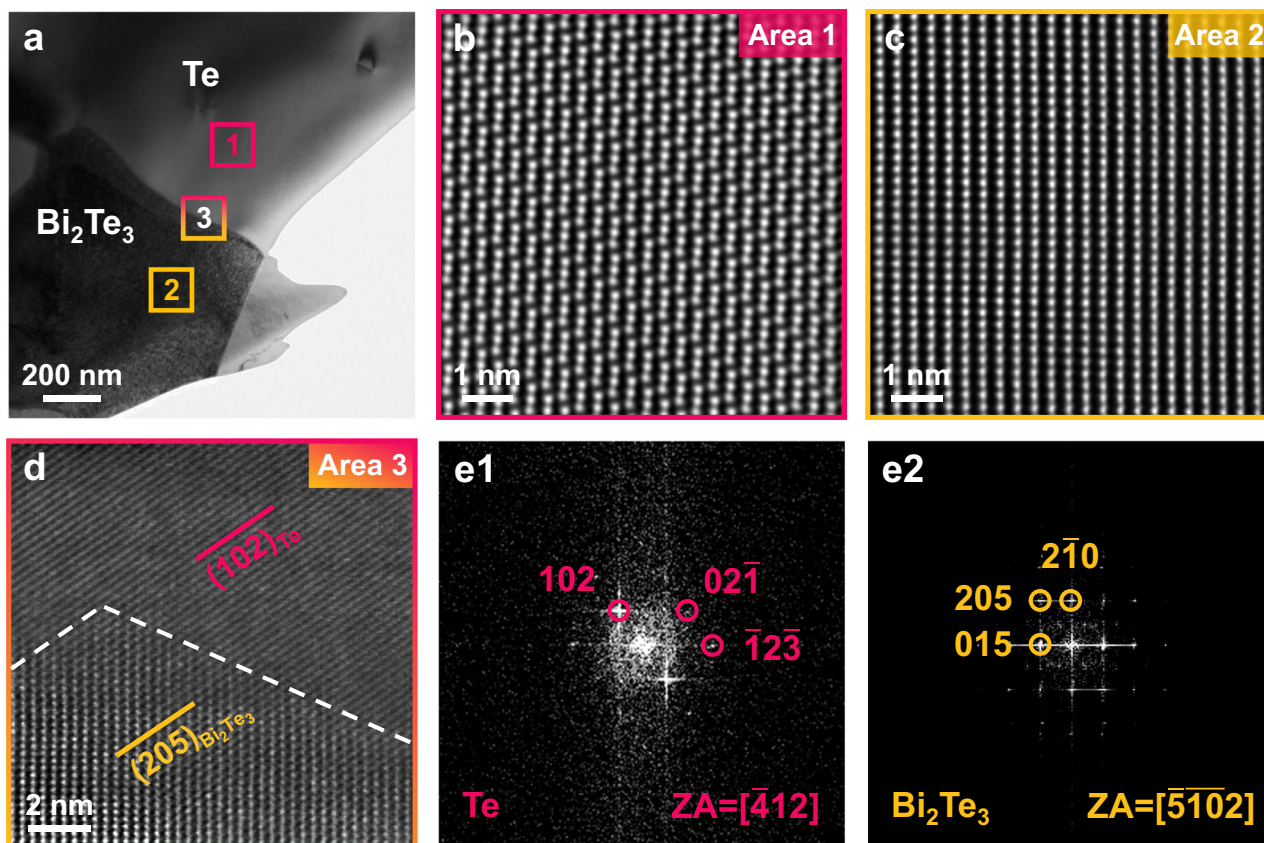 a
Te
1
3
Bi₂Te₃
2
200 nm
b
Area 1
1 nm
c
Area 2
1 nm
d
Area 3
(102)Te
(205)Bi₂Te₃
2 nm
e1
102
021̅
1̅23̅
Te
ZA=[4̅12]
e2
21̅0
205
015
Bi₂Te₃
ZA=[5̅1̅0̅2]